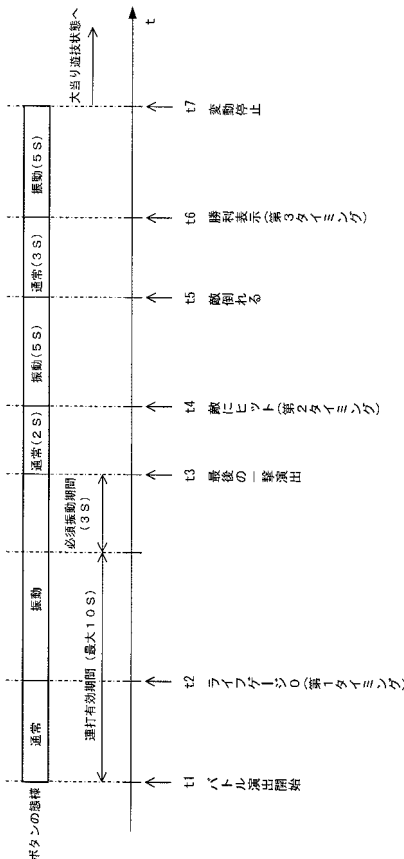 ボタンの態様
通常
振動
通常(2S)
振動(5S)
通常(3S)
振動(5S)
大当り遊技状態へ
連打有効期間(最大10S)
必須振動期間
(3S)
t
t1
バトル演出開始
t2
ライフゲージ0(第1タイミング)
t3
最後の一撃演出
t4
敵にヒット(第2タイミング)
t5
敵倒れる
t6
勝利表示(第3タイミング)
t7
変動停止